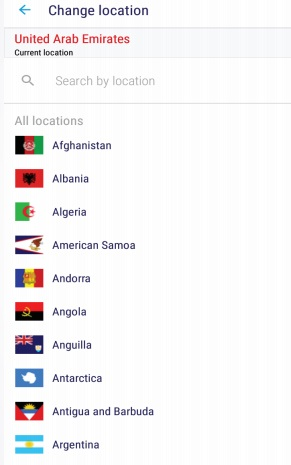 Change location
United Arab Emirates
Current location
Search by location
All locations
Afghanistan
Albania
Algeria
American Samoa
Andorra
Angola
Anguilla
Antarctica
Antigua and Barbuda
Argentina